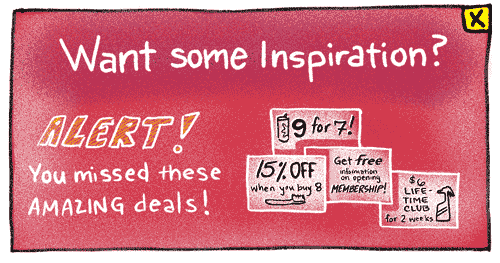 X
Want some Inspiration?
ALERT!
You missed these
AMAZING deals!
9 for 7!
15% OFF
when you buy 8
Get free
information
on opening
MEMBERSHIP!
$6
LIFE-
TIME
CLUB
for 2 weeks